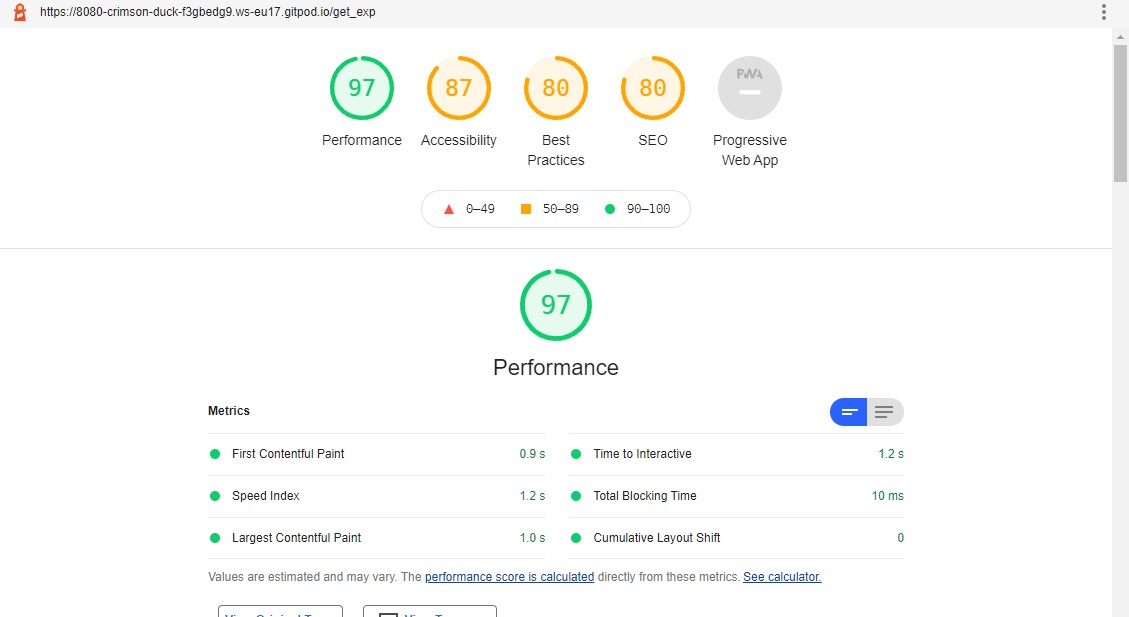 https://8080-crimson-duck-f3gbedg9.ws-eu17.gitpod.io/get_exp
97 87 80 80 PWA
Performance Accessibility Best Practices SEO Progressive Web App
0–49 50–89 90–100
97
Performance
Metrics
First Contentful Paint 0.9 s Time to Interactive 1.2 s
Speed Index 1.2 s Total Blocking Time 10 ms
Largest Contentful Paint 1.0 s Cumulative Layout Shift 0
Values are estimated and may vary. The performance score is calculated directly from these metrics. See calculator.
View Original View